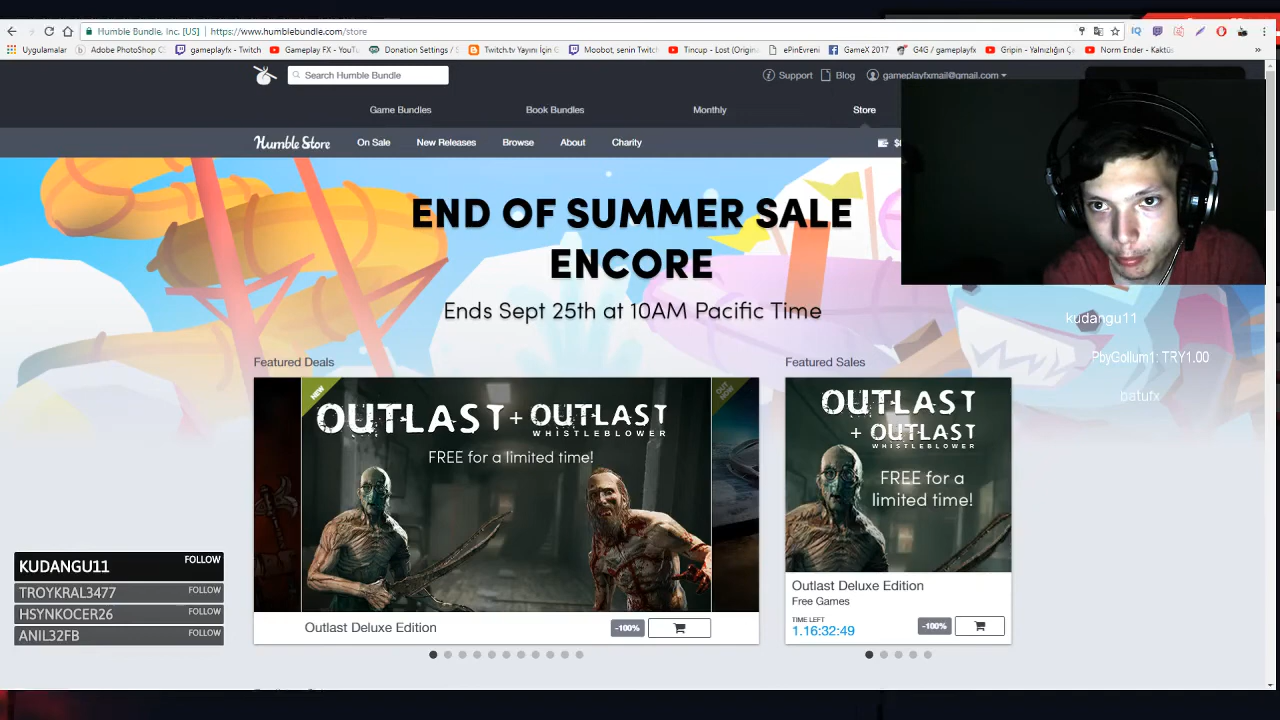 Humble Bundle, Inc. [US] | https://www.humblebundle.com/store
Uygulamalar
Adobe PhotoShop CS
gameplayfx - Twitch
Gameplay FX - YouTu
Donation Settings / S
Twitch.tv Yayını İçin G
Moobot, senin Twitch
Tincup - Lost (Origina
ePinEvreni
GameX 2017
G4G / gameplayfx
Gripin - Yalnızlığın Ça
Norm Ender - Kaktüs
Search Humble Bundle
Support
Blog
gameplayfxmail@gmail.com
Game Bundles
Book Bundles
Monthly
Store
Humble Store
On Sale
New Releases
Browse
About
Charity
END OF SUMMER SALE
ENCORE
Ends Sept 25th at 10AM Pacific Time
kudangu11
PbyGollum1: TRY1.00
batufx
Featured Deals
Featured Sales
NEW
OUT NOW
OUTLAST + OUTLAST
WHISTLEBLOWER
FREE for a limited time!
OUTLAST
+ OUTLAST
WHISTLEBLOWER
FREE for a
limited time!
Outlast Deluxe Edition
-100%
Outlast Deluxe Edition
Free Games
TIME LEFT
1.16:32:49
-100%
KUDANGU11 FOLLOW
TROYKRAL3477 FOLLOW
HSYNKOCER26 FOLLOW
ANIL32FB FOLLOW